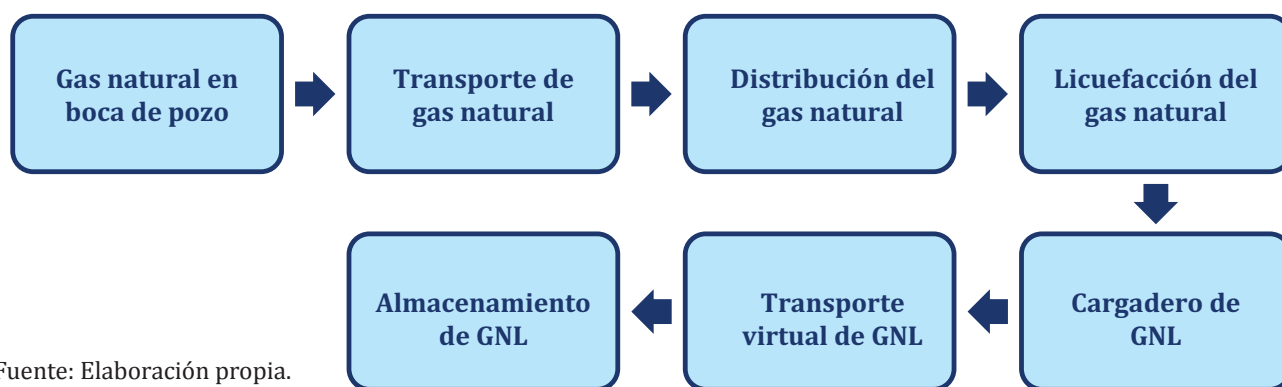 Gas natural en
boca de pozo
Transporte de
gas natural
Distribución del
gas natural
Licuefacción del
gas natural
Cargadero de
GNL
Transporte
virtual de GNL
Almacenamiento
de GNL
Fuente: Elaboración propia.